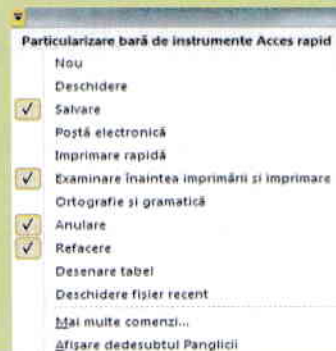 Particularizare bară de instrumente Acces rapid
Nou
Deschidere
Salvare
Poștă electronică
Imprimare rapidă
Examinare înaintea imprimării și imprimare
Ortografie și gramatică
Anulare
Refacere
Desenare tabel
Deschidere fișier recent
Mai multe comenzi...
Afișare dedesubtul Panglicii